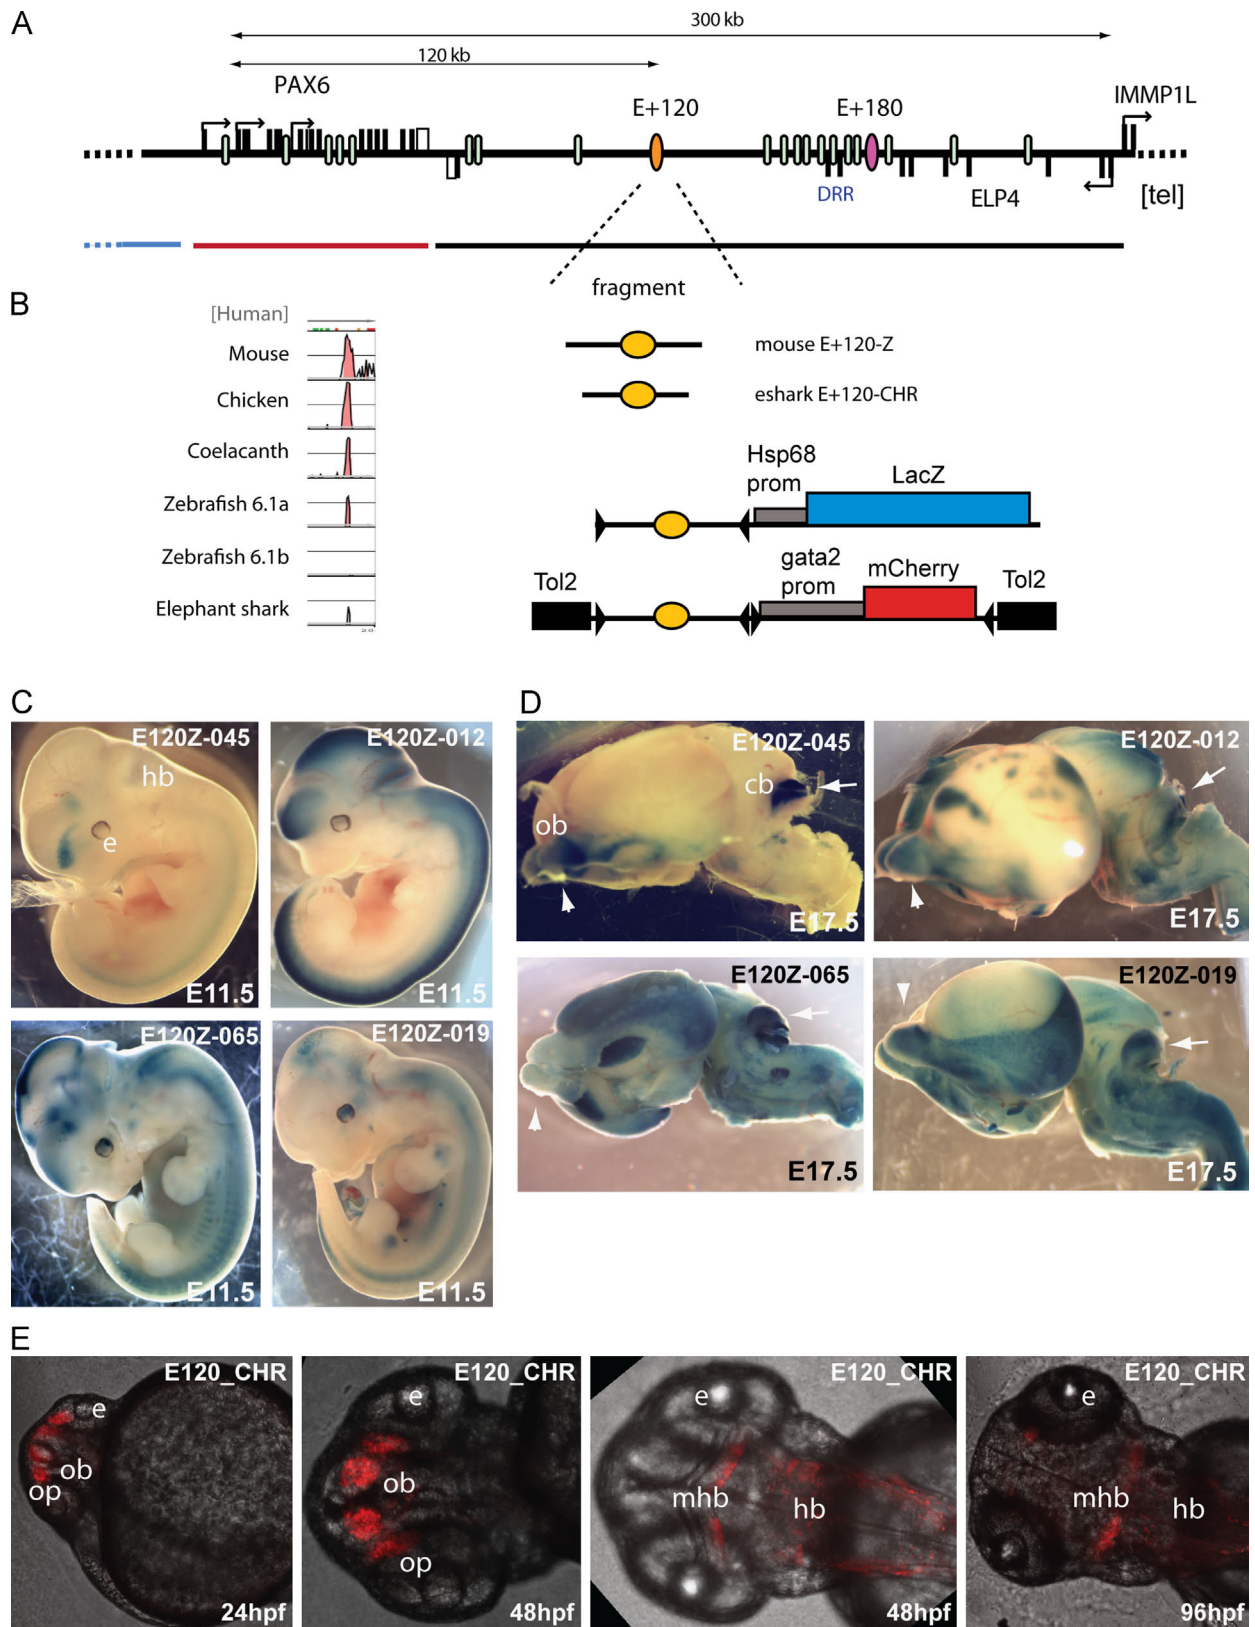 A
300 kb
120 kb
PAX6
E+120
E+180
IMMP1L
DRR
ELP4
[tel]
B
[Human]
Mouse
Chicken
Coelacanth
Zebrafish 6.1a
Zebrafish 6.1b
Elephant shark
fragment
mouse E+120-Z
eshark E+120-CHR
Hsp68
prom
LacZ
Tol2
gata2
prom
mCherry
Tol2
C
E120Z-045
hb
e
E11.5
E120Z-012
E11.5
E120Z-065
E11.5
E120Z-019
E11.5
D
E120Z-045
cb
ob
E17.5
E120Z-012
E17.5
E120Z-065
E17.5
E120Z-019
E17.5
E
E120_CHR
e
ob
op
24hpf
E120_CHR
e
ob
op
48hpf
E120_CHR
e
mhb
hb
48hpf
E120_CHR
e
mhb
hb
96hpf